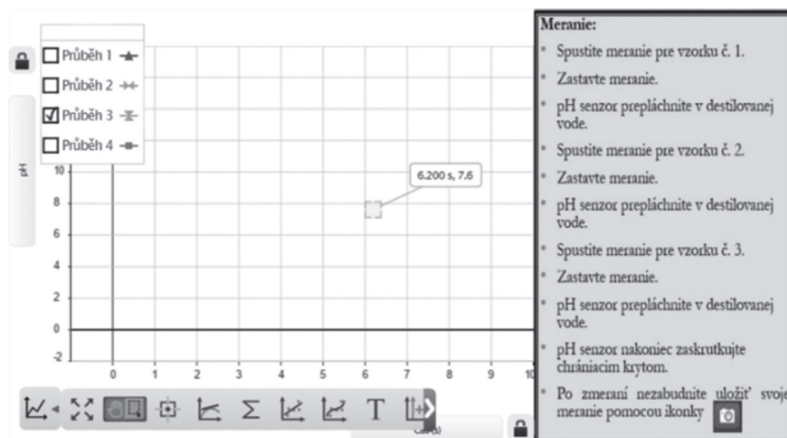 Průběh 1
Průběh 2
Průběh 3
Průběh 4
pH
10
8
6
4
2
0
-2
6.200 s, 7.6
0 1 2 3 4 5 6 7 8 9 10
Σ
T
Meranie:
Spustite meranie pre vzorku č. 1.
Zastavte meranie.
pH senzor prepláchnite v destilovanej
vode.
Spustite meranie pre vzorku č. 2.
Zastavte meranie.
pH senzor prepláchnite v destilovanej
vode.
Spustite meranie pre vzorku č. 3.
Zastavte meranie.
pH senzor prepláchnite v destilovanej
vode.
pH senzor nakoniec zaskrutkujte
chrániacim krytom.
Po zmeraní nezabudnite uložiť svoje
meranie pomocou ikonky